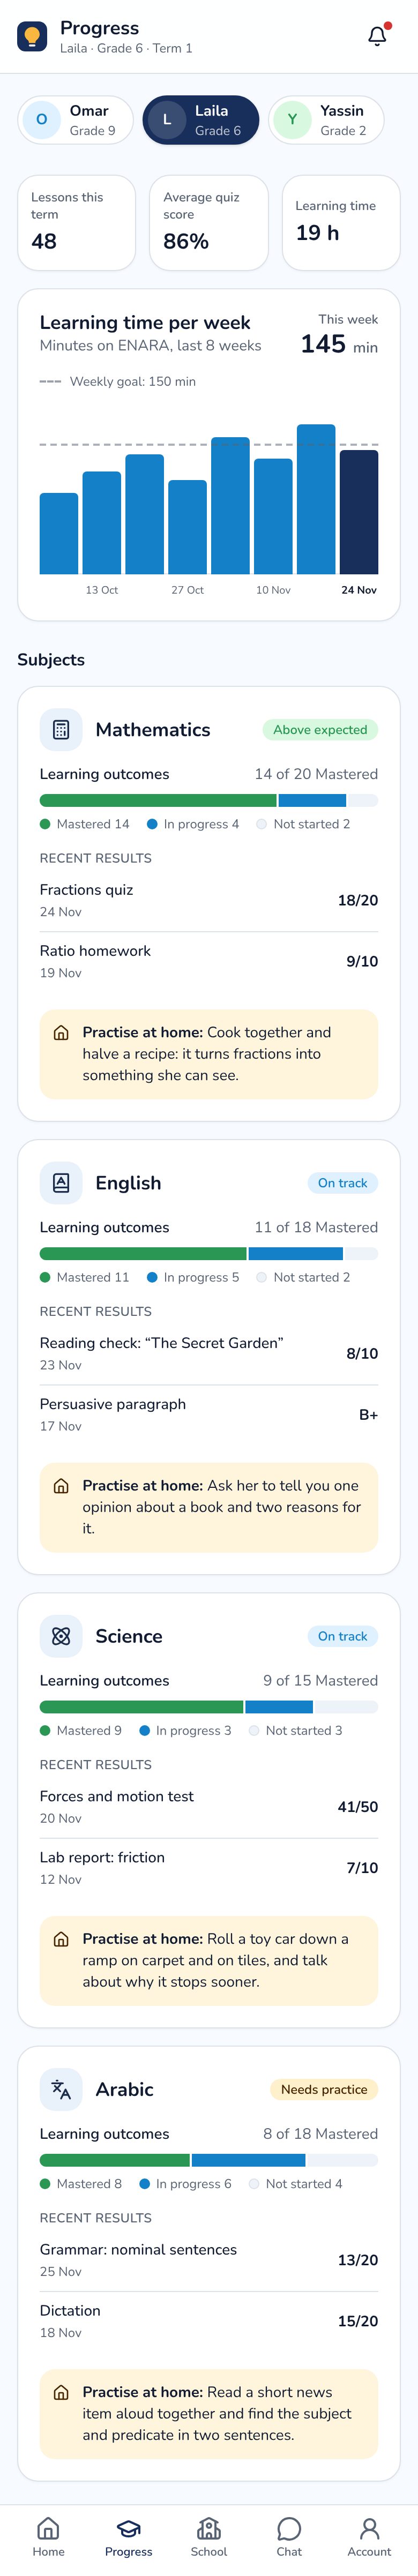 Progress
Laila · Grade 6 · Term 1
O
Omar
Grade 9
L
Laila
Grade 6
Y
Yassin
Grade 2
Lessons this
term
48
Average quiz
score
86%
Learning time
19 h
Learning time per week
Minutes on ENARA, last 8 weeks
This week
145 min
Weekly goal: 150 min
13 Oct
27 Oct
10 Nov
24 Nov
Subjects
Mathematics
Above expected
Learning outcomes
14 of 20 Mastered
Mastered 14
In progress 4
Not started 2
RECENT RESULTS
Fractions quiz
24 Nov
18/20
Ratio homework
19 Nov
9/10
Practise at home: Cook together and
halve a recipe: it turns fractions into
something she can see.
English
On track
Learning outcomes
11 of 18 Mastered
Mastered 11
In progress 5
Not started 2
RECENT RESULTS
Reading check: “The Secret Garden”
23 Nov
8/10
Persuasive paragraph
17 Nov
B+
Practise at home: Ask her to tell you one
opinion about a book and two reasons for
it.
Science
On track
Learning outcomes
9 of 15 Mastered
Mastered 9
In progress 3
Not started 3
RECENT RESULTS
Forces and motion test
20 Nov
41/50
Lab report: friction
12 Nov
7/10
Practise at home: Roll a toy car down a
ramp on carpet and on tiles, and talk
about why it stops sooner.
Arabic
Needs practice
Learning outcomes
8 of 18 Mastered
Mastered 8
In progress 6
Not started 4
RECENT RESULTS
Grammar: nominal sentences
25 Nov
13/20
Dictation
18 Nov
15/20
Practise at home: Read a short news
item aloud together and find the subject
and predicate in two sentences.
Home
Progress
School
Chat
Account